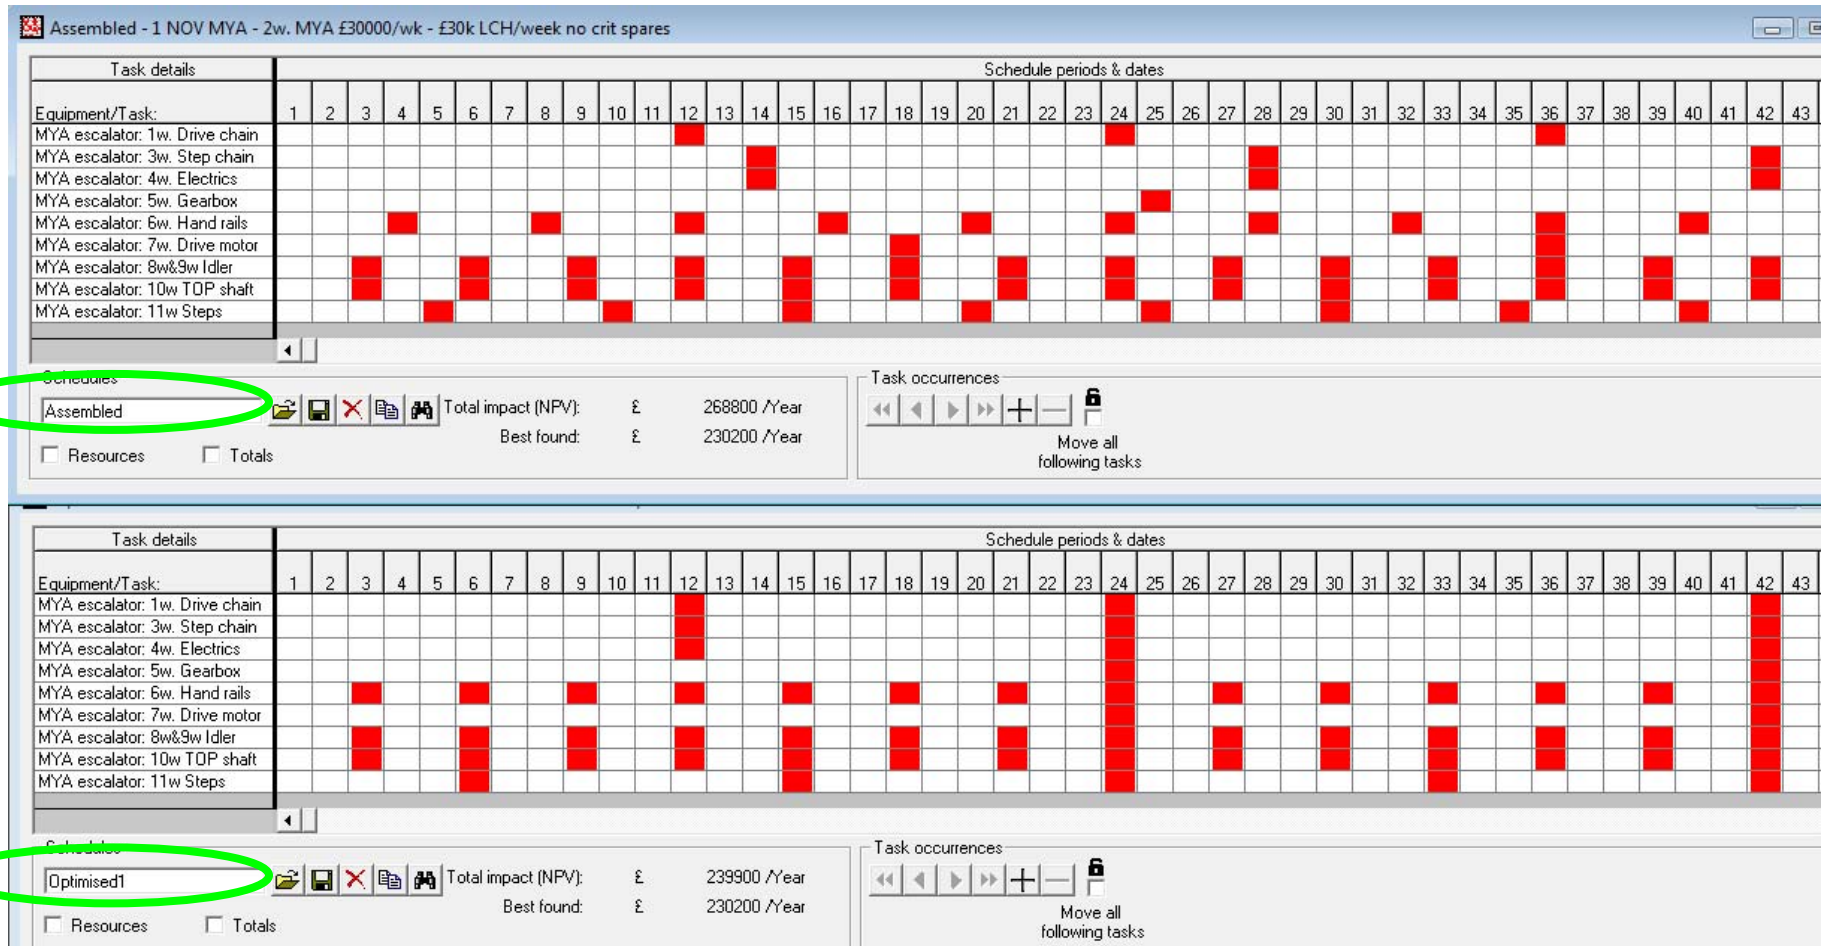 Assembled - 1 NOV MYA - 2w. MYA £30000/wk - £30k LCH/week no crit spares
Task details Schedule periods & dates
Equipment/Task: 1 2 3 4 5 6 7 8 9 10 11 12 13 14 15 16 17 18 19 20 21 22 23 24 25 26 27 28 29 30 31 32 33 34 35 36 37 38 39 40 41 42 43
MYA escalator: 1w. Drive chain
MYA escalator: 3w. Step chain
MYA escalator: 4w. Electrics
MYA escalator: 5w. Gearbox
MYA escalator: 6w. Hand rails
MYA escalator: 7w. Drive motor
MYA escalator: 8w&9w Idler
MYA escalator: 10w TOP shaft
MYA escalator: 11w Steps
Schedules Task occurrences
Assembled Total impact (NPV): £ 268800 /Year
Best found: £ 230200 /Year
Resources Totals
Move all
following tasks
Task details Schedule periods & dates
Equipment/Task: 1 2 3 4 5 6 7 8 9 10 11 12 13 14 15 16 17 18 19 20 21 22 23 24 25 26 27 28 29 30 31 32 33 34 35 36 37 38 39 40 41 42 43
MYA escalator: 1w. Drive chain
MYA escalator: 3w. Step chain
MYA escalator: 4w. Electrics
MYA escalator: 5w. Gearbox
MYA escalator: 6w. Hand rails
MYA escalator: 7w. Drive motor
MYA escalator: 8w&9w Idler
MYA escalator: 10w TOP shaft
MYA escalator: 11w Steps
Schedules Task occurrences
Optimised1 Total impact (NPV): £ 239900 /Year
Best found: £ 230200 /Year
Resources Totals
Move all
following tasks